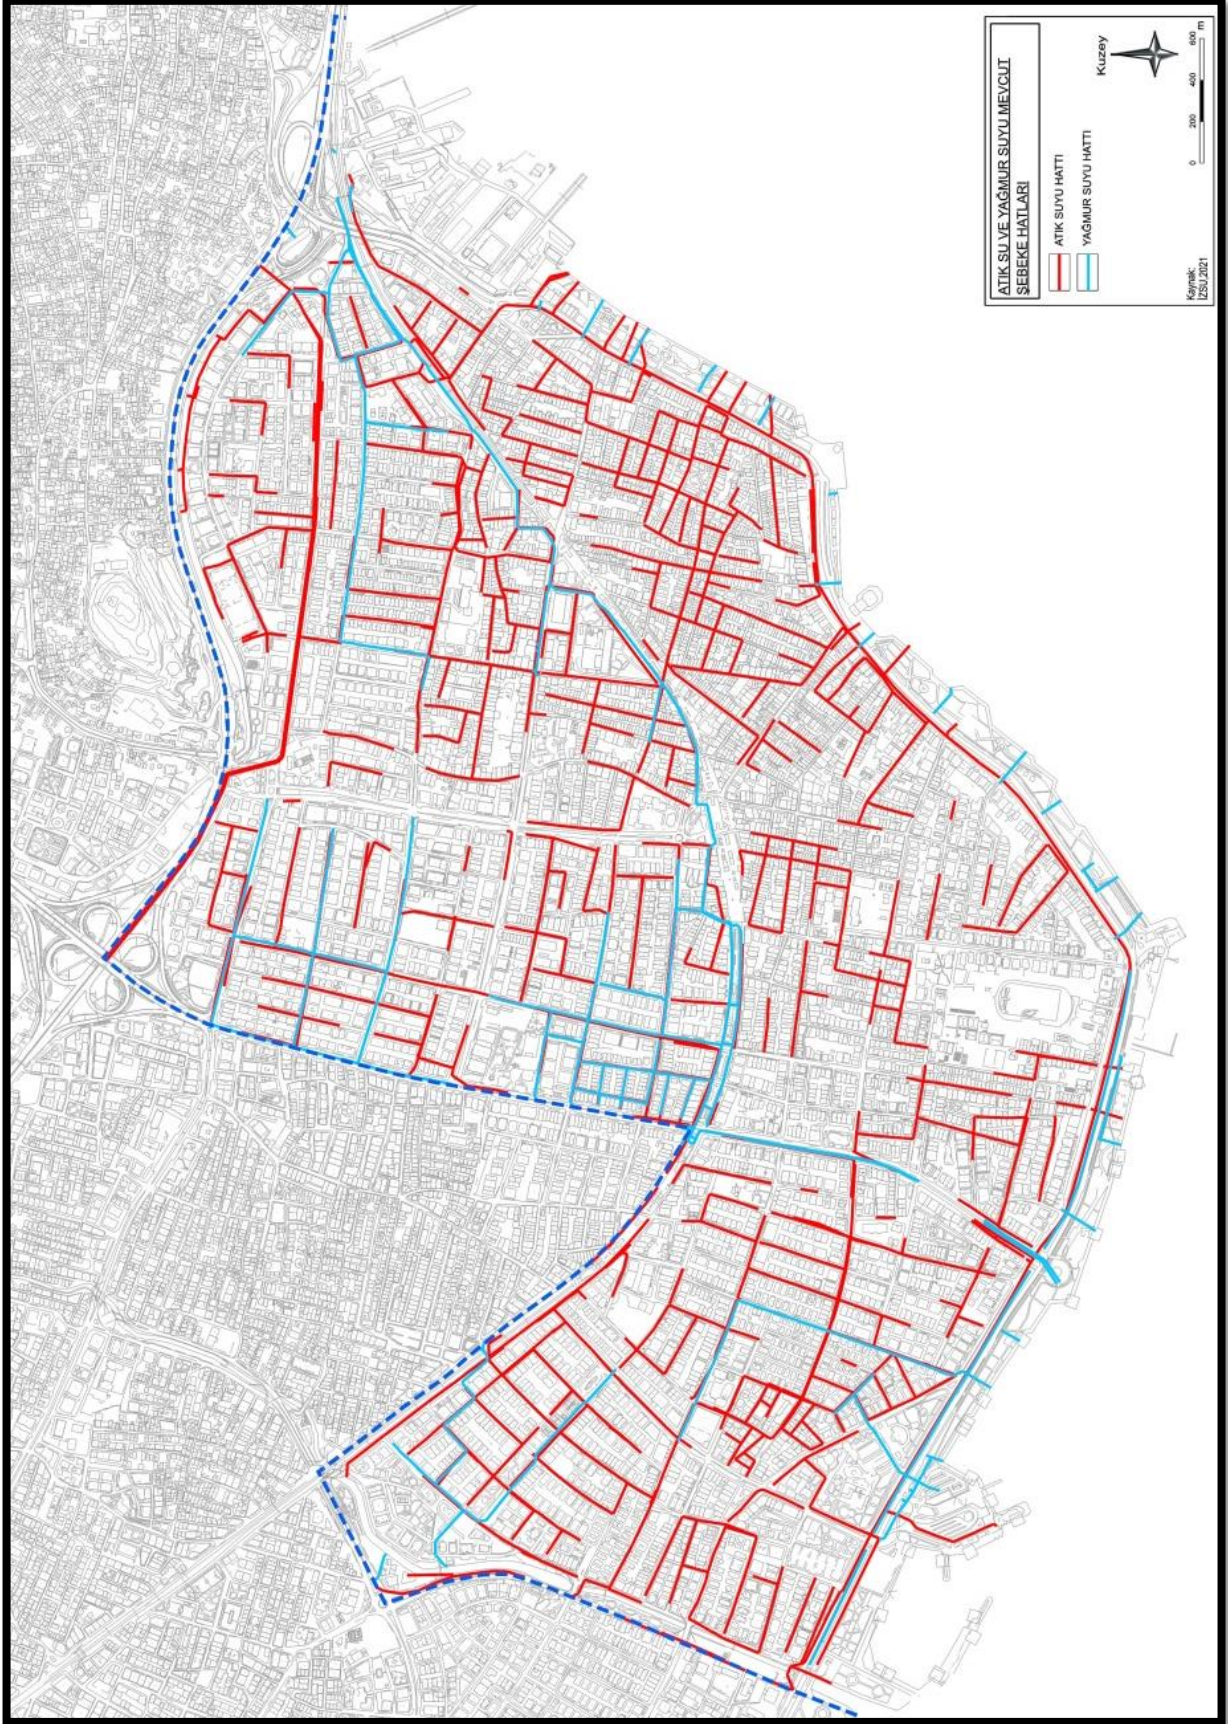 ATIK SU VE YAĞMUR SUYU MEVCUT
ŞEBEKE HATLARI
ATIK SUYU HATTI
YAĞMUR SUYU HATTI
Kuzey
0 200 400 600 m
Kaynak:
İZSU,2021